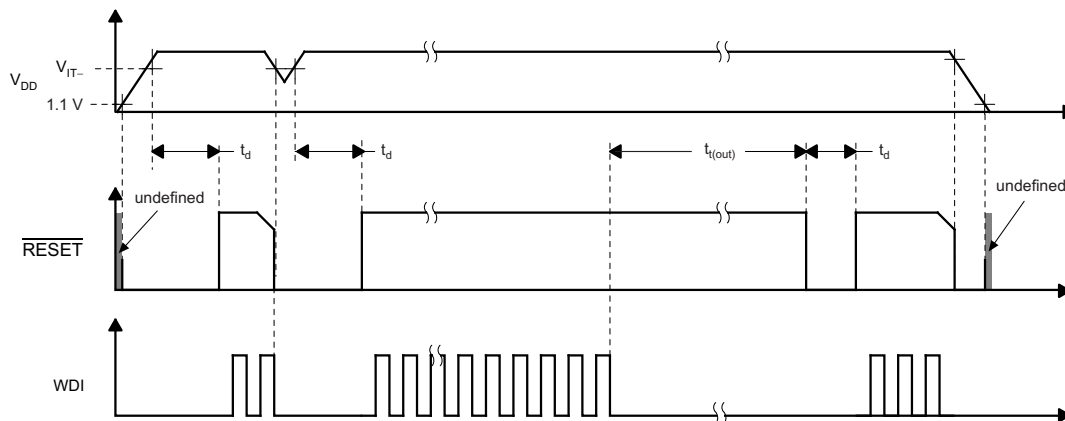 V_IT–
V_DD
1.1 V
t_d
t_d
t_t(out)
t_d
undefined
undefined
RESET
WDI